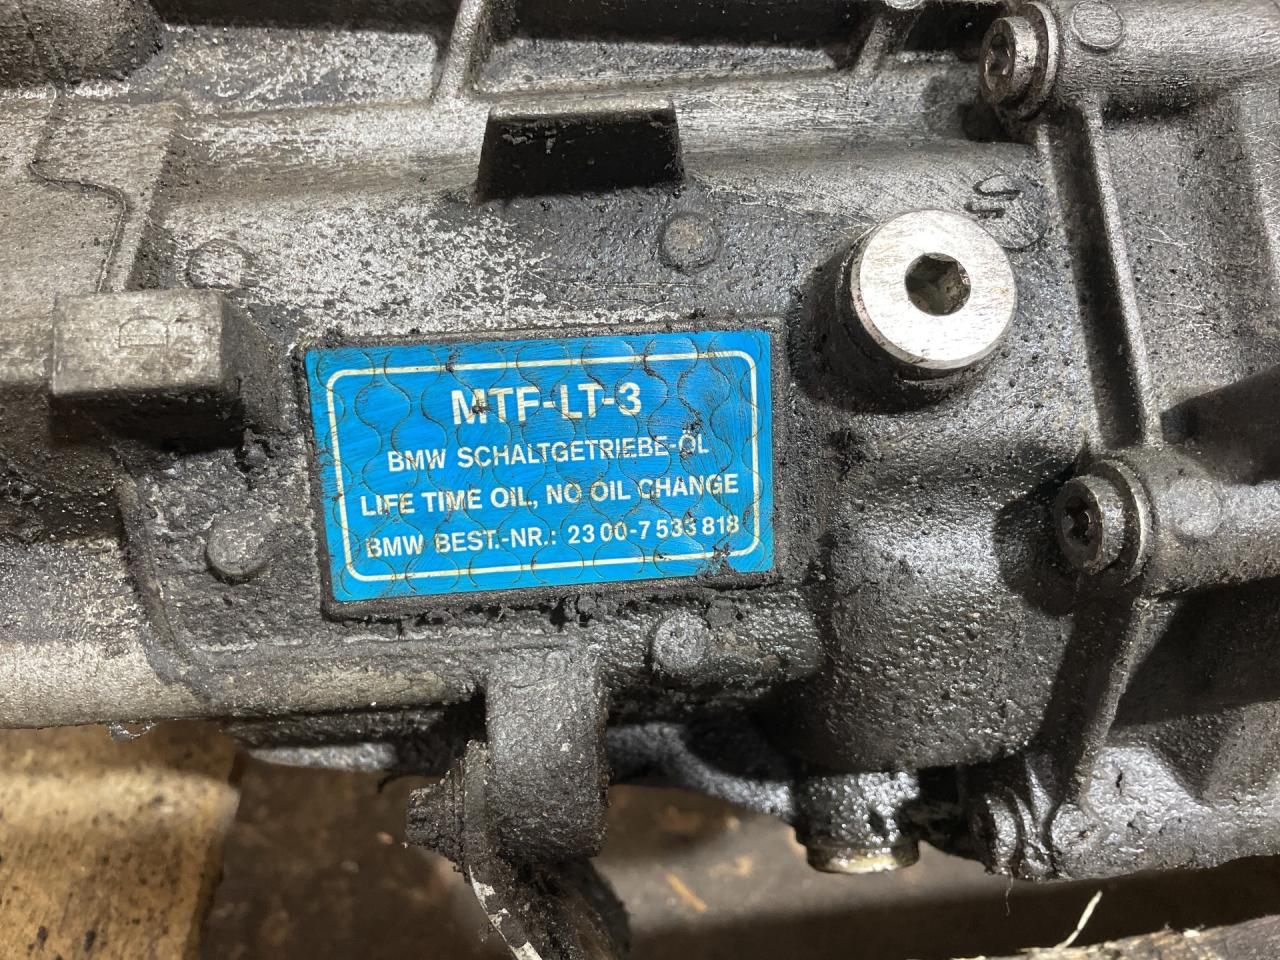 MTF-LT-3
BMW SCHALTGETRIEBE-ÖL
LIFE TIME OIL, NO OIL CHANGE
BMW BEST.-NR.: 23 00-7 533 818